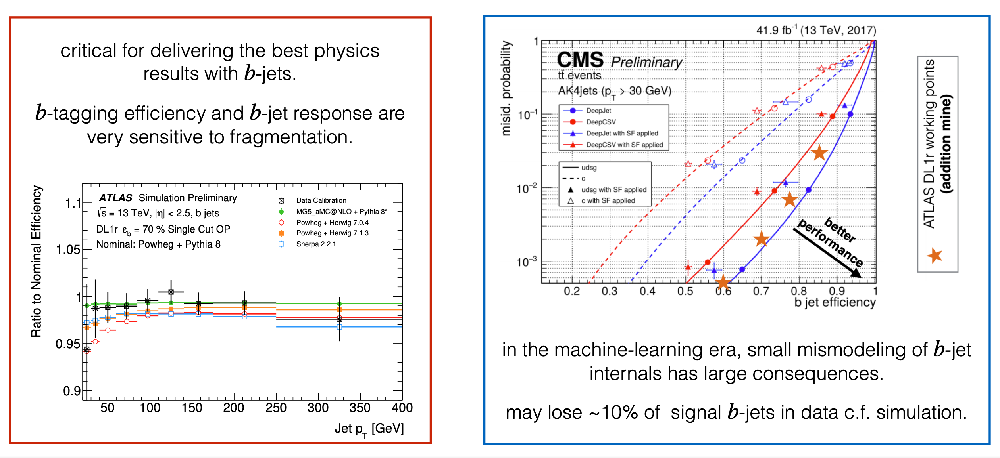 critical for delivering the best physics
results with b-jets.
b-tagging efficiency and b-jet response are
very sensitive to fragmentation.
Ratio to Nominal Efficiency
ATLAS Simulation Preliminary
√s = 13 TeV, |η| < 2.5, b jets
DL1r ε_b = 70 % Single Cut OP
Nominal: Powheg + Pythia 8
Data Calibration
MG5_aMC@NLO + Pythia 8*
Powheg + Herwig 7.0.4
Powheg + Herwig 7.1.3
Sherpa 2.2.1
1.1
1.05
1
0.95
0.9
50 100 150 200 250 300 350 400
Jet p_T [GeV]
41.9 fb⁻¹ (13 TeV, 2017)
misid. probability
CMS Preliminary
tt̄ events
AK4jets (p_T > 30 GeV)
DeepJet
DeepCSV
DeepJet with SF applied
DeepCSV with SF applied
udsg
c
udsg with SF applied
c with SF applied
1
10⁻¹
10⁻²
10⁻³
better
performance
0.2 0.3 0.4 0.5 0.6 0.7 0.8 0.9 1
b jet efficiency
ATLAS DL1r working points
(addition mine)
in the machine-learning era, small mismodeling of b-jet
internals has large consequences.
may lose ~10% of signal b-jets in data c.f. simulation.